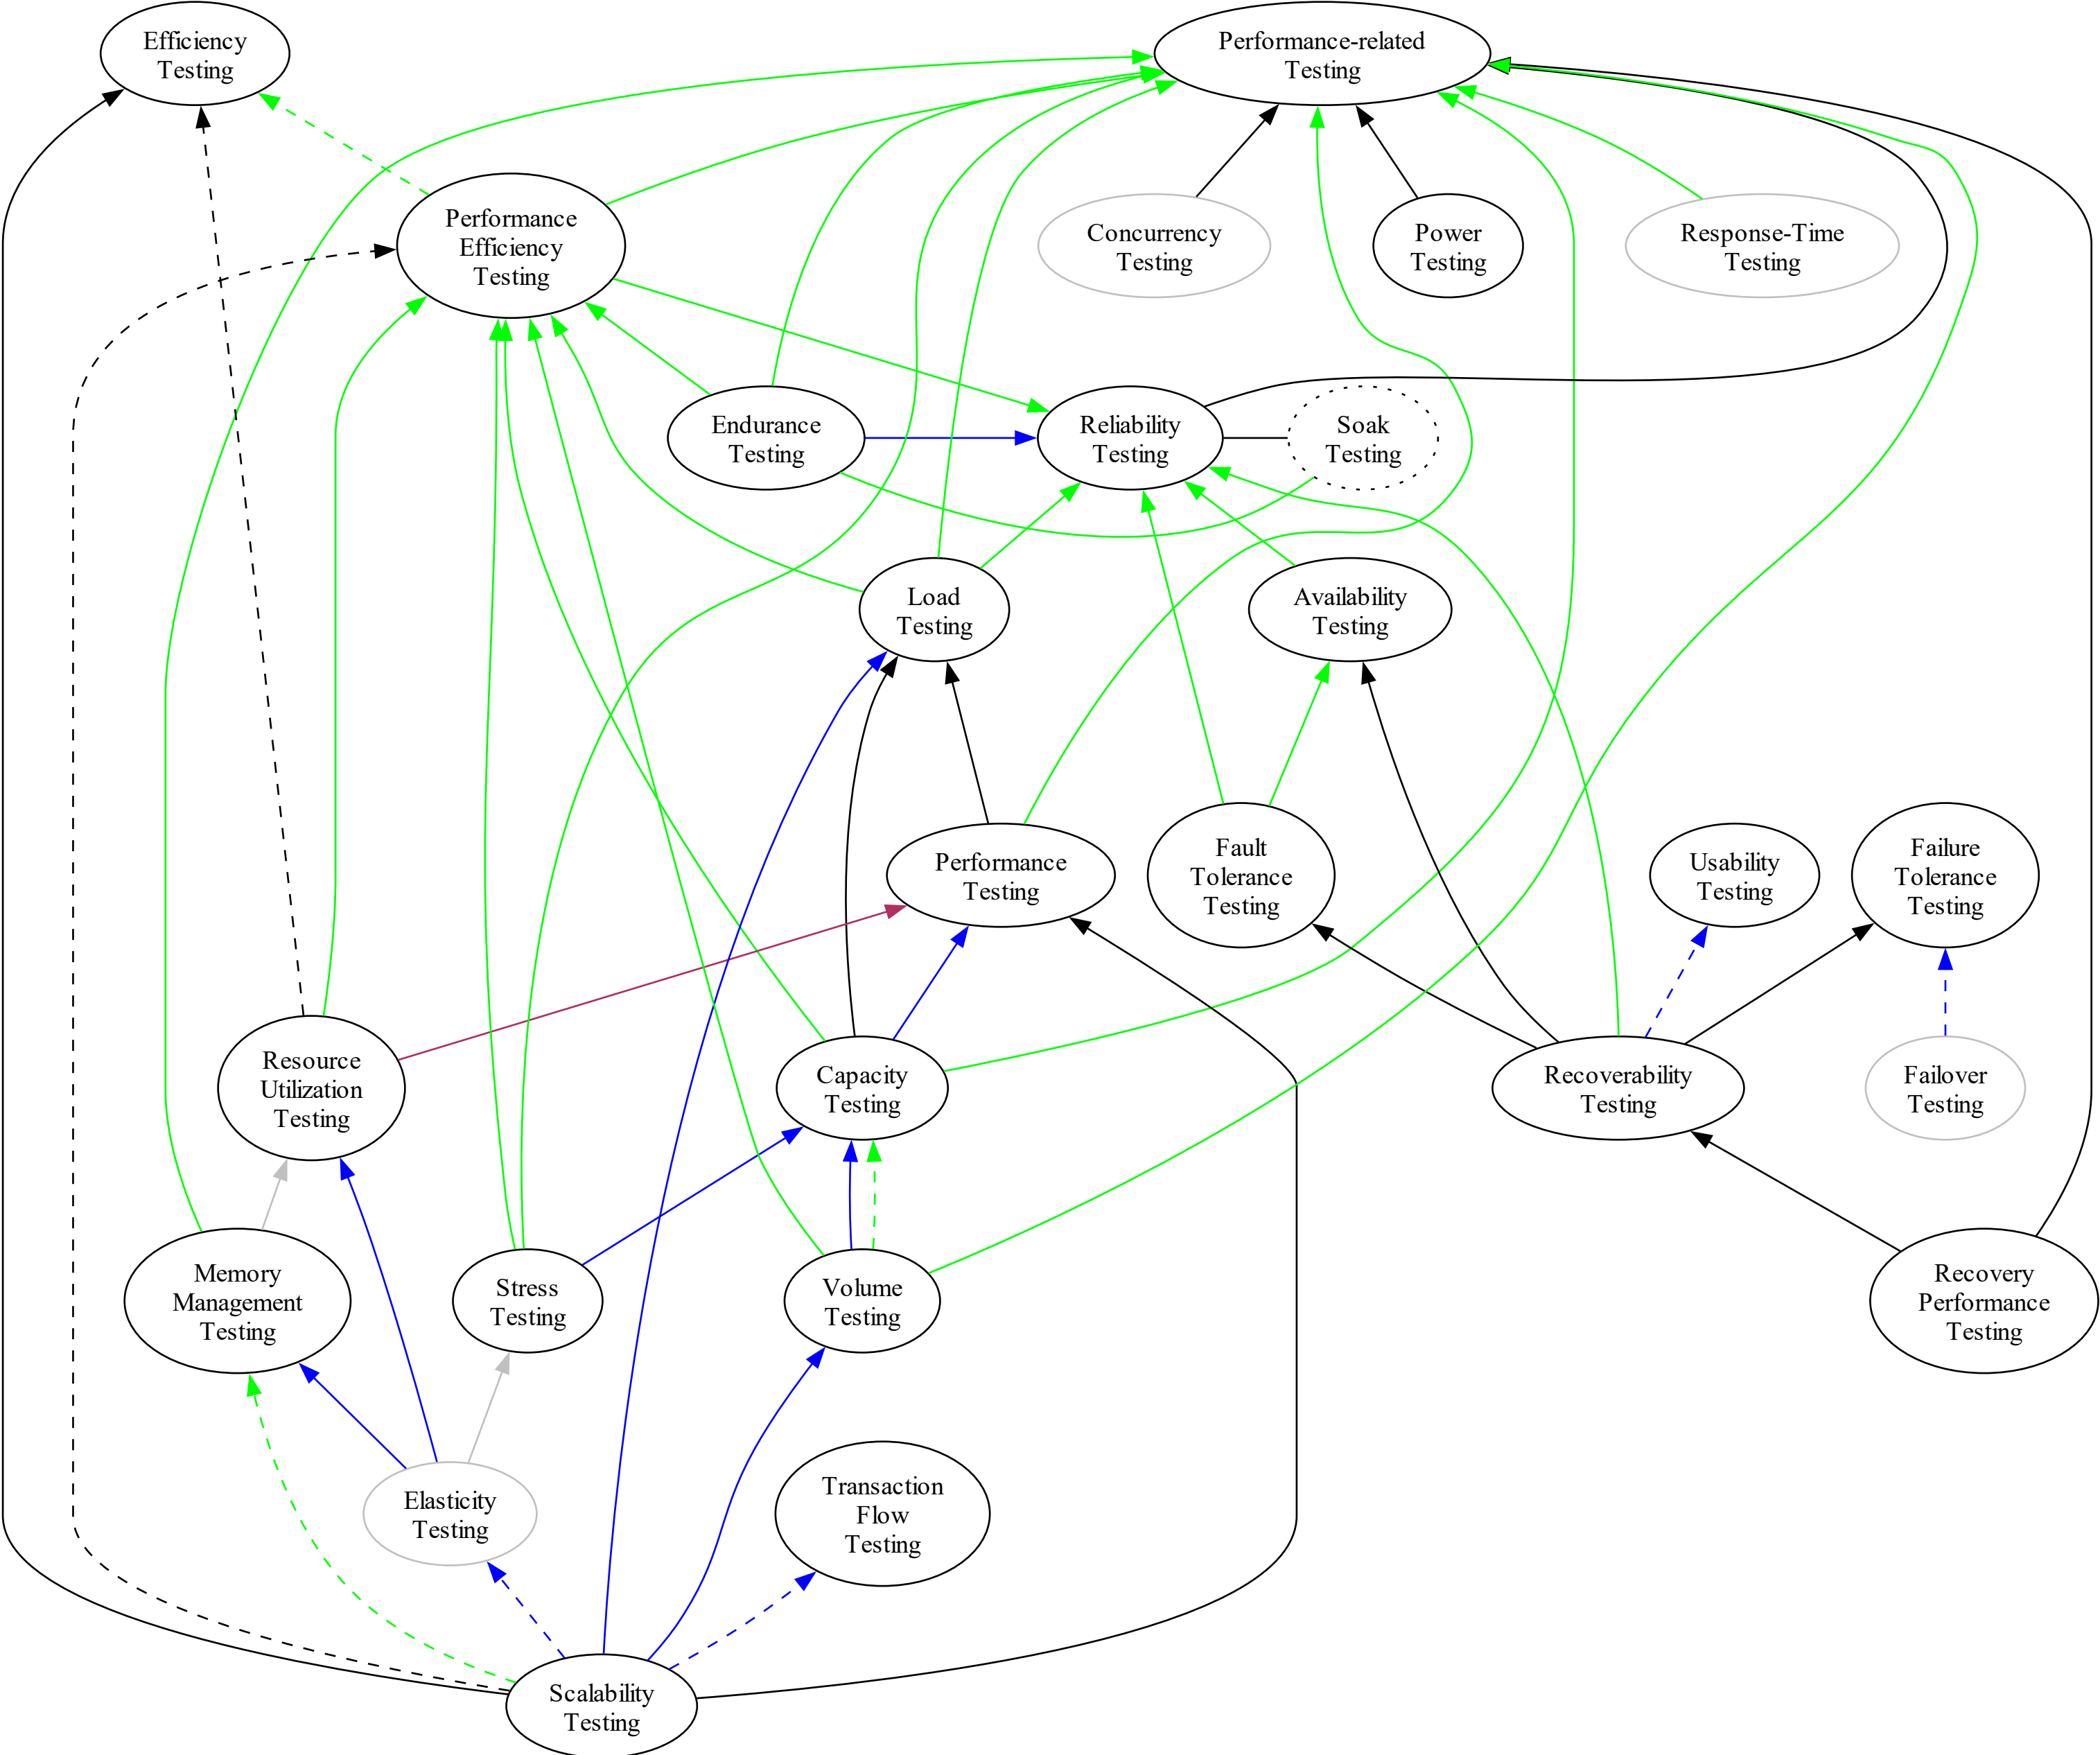 Efficiency
Testing
Performance-related
Testing
Performance
Efficiency
Testing
Concurrency
Testing
Power
Testing
Response-Time
Testing
Endurance
Testing
Reliability
Testing
Soak
Testing
Load
Testing
Availability
Testing
Performance
Testing
Fault
Tolerance
Testing
Usability
Testing
Failure
Tolerance
Testing
Resource
Utilization
Testing
Capacity
Testing
Recoverability
Testing
Failover
Testing
Memory
Management
Testing
Stress
Testing
Volume
Testing
Recovery
Performance
Testing
Elasticity
Testing
Transaction
Flow
Testing
Scalability
Testing